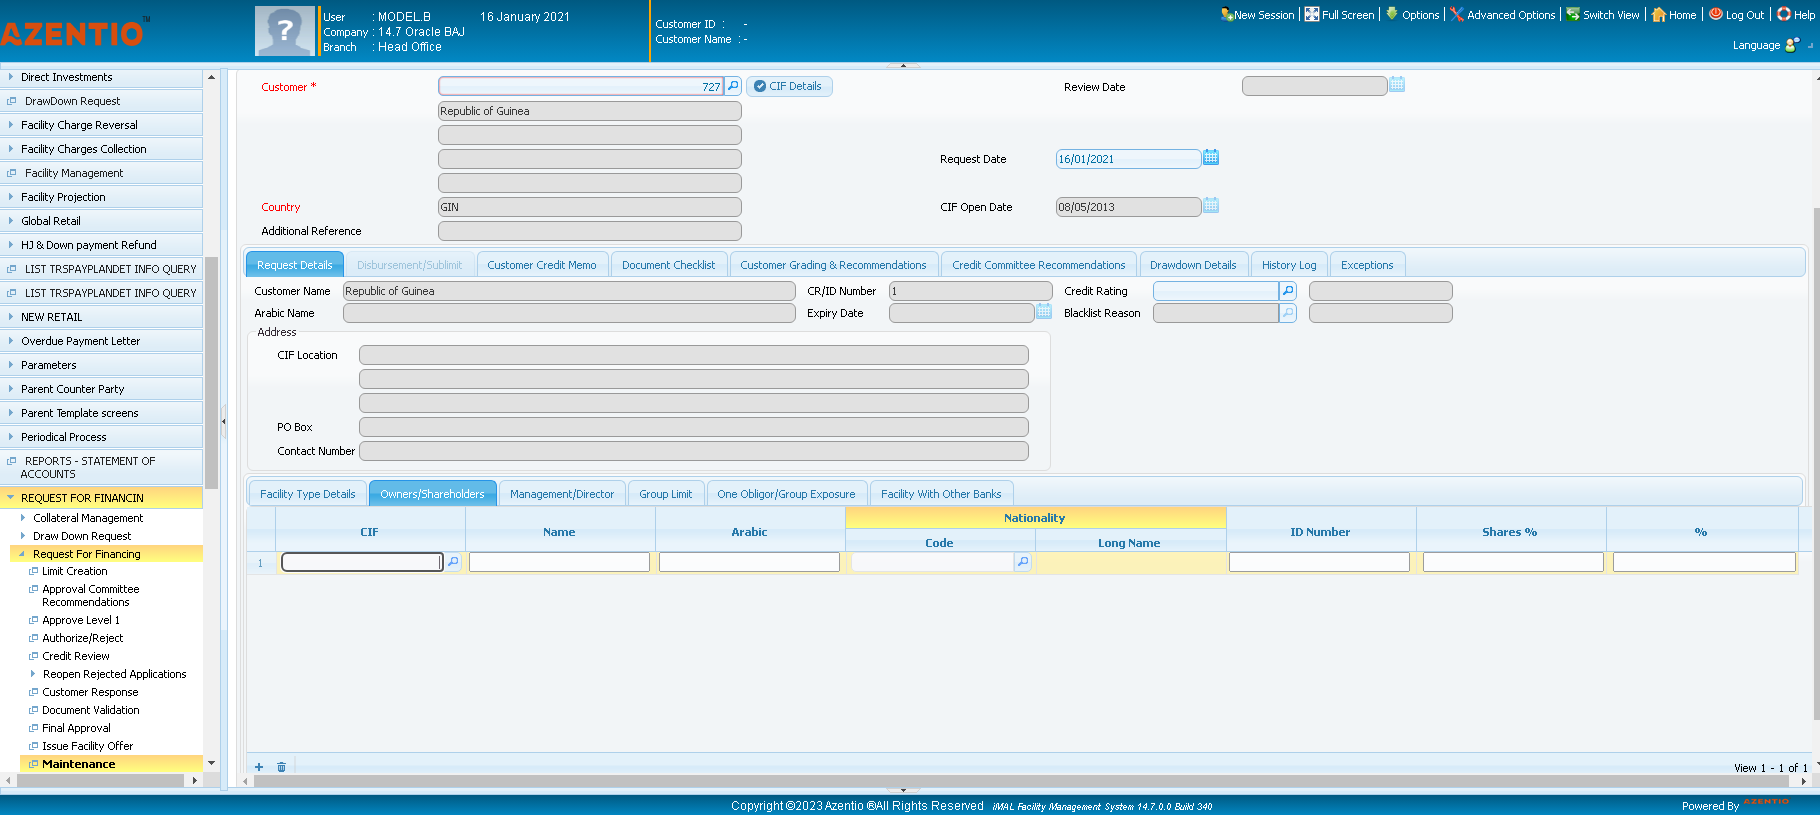 AZENTIO™
User : MODEL.B 16 January 2021
Company : 14.7 Oracle BAJ
Branch : Head Office
Customer ID : -
Customer Name : -
New Session | Full Screen | Options | Advanced Options | Switch View | Home | Log Out | Help
Language
Direct Investments
DrawDown Request
Facility Charge Reversal
Facility Charges Collection
Facility Management
Facility Projection
Global Retail
HJ & Down payment Refund
LIST TRSPAYPLANDET INFO QUERY
LIST TRSPAYPLANDET INFO QUERY
NEW RETAIL
Overdue Payment Letter
Parameters
Parent Counter Party
Parent Template screens
Periodical Process
REPORTS - STATEMENT OF
ACCOUNTS
REQUEST FOR FINANCIN
Collateral Management
Draw Down Request
Request For Financing
Limit Creation
Approval Committee
Recommendations
Approve Level 1
Authorize/Reject
Credit Review
Reopen Rejected Applications
Customer Response
Document Validation
Final Approval
Issue Facility Offer
Maintenance
Customer * 727 CIF Details Review Date
Republic of Guinea
Request Date 16/01/2021
Country GIN CIF Open Date 08/05/2013
Additional Reference
Request Details Disbursement/Sublimit Customer Credit Memo Document Checklist Customer Grading & Recommendations Credit Committee Recommendations Drawdown Details History Log Exceptions
Customer Name Republic of Guinea CR/ID Number 1 Credit Rating
Arabic Name Expiry Date Blacklist Reason
Address
CIF Location
PO Box
Contact Number
Facility Type Details Owners/Shareholders Management/Director Group Limit One Obligor/Group Exposure Facility With Other Banks
CIF Name Arabic Nationality ID Number Shares % %
Code Long Name
1
View 1 - 1 of 1
Copyright ©2023 Azentio ®All Rights Reserved iMAL Facility Management System 14.7.0.0 Build 340
Powered By AZENTIO